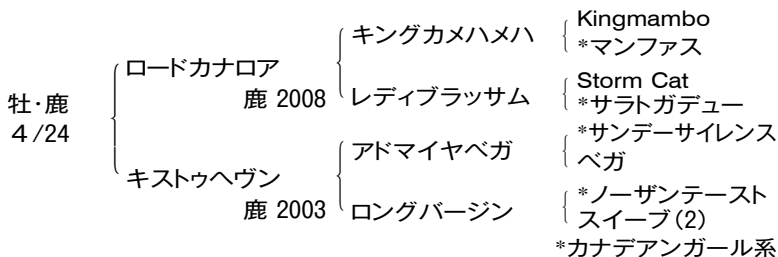 牡・鹿
4/24
ロードカナロア
鹿 2008
キストゥヘヴン
鹿 2003
キングカメハメハ
レディブラッサム
アドマイヤベガ
ロングバージン
Kingmambo
*マンファス
Storm Cat
*サラトガデュー
*サンデーサイレンス
ベガ
*ノーザンテースト
スイーブ(2)
*カナデアンガール系